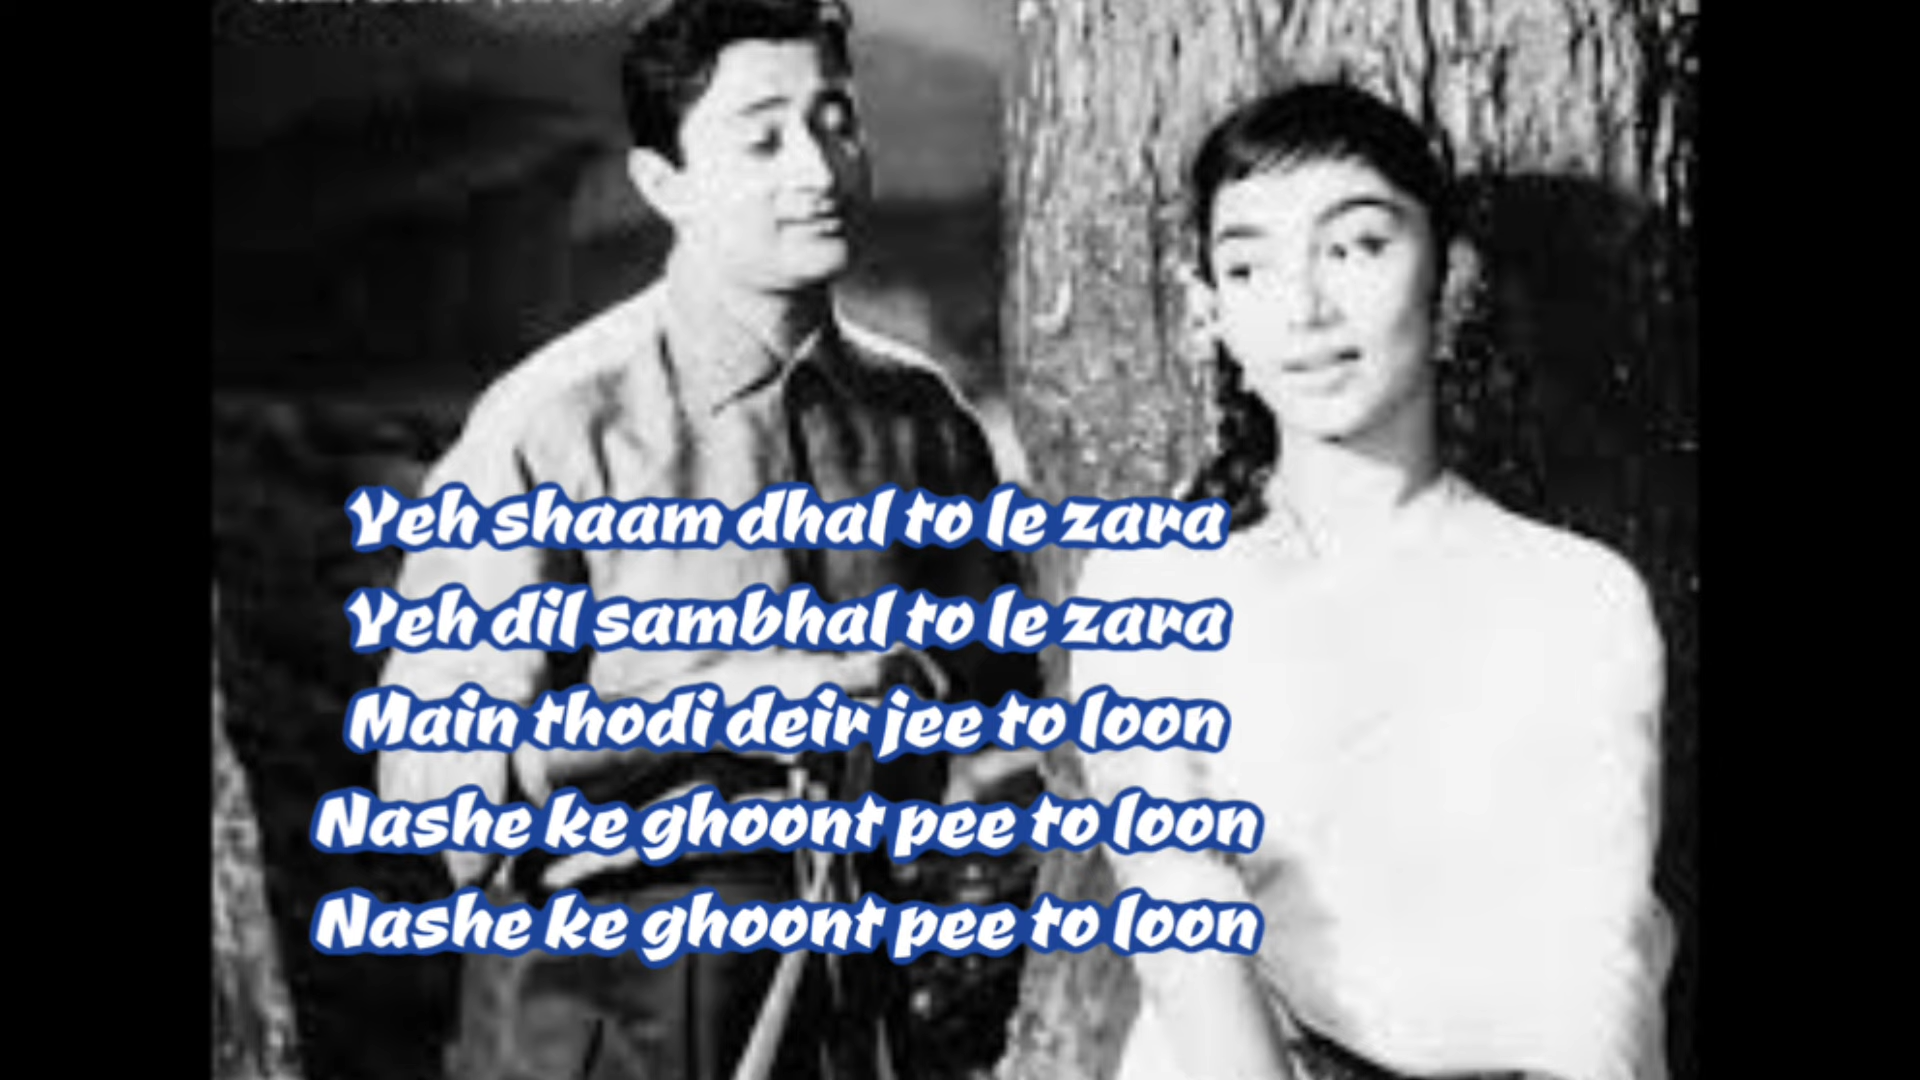 Yeh shaam dhal to le zara
Yeh dil sambhal to le zara
Main thodi deir jee to loon
Nashe ke ghoont pee to loon
Nashe ke ghoont pee to loon